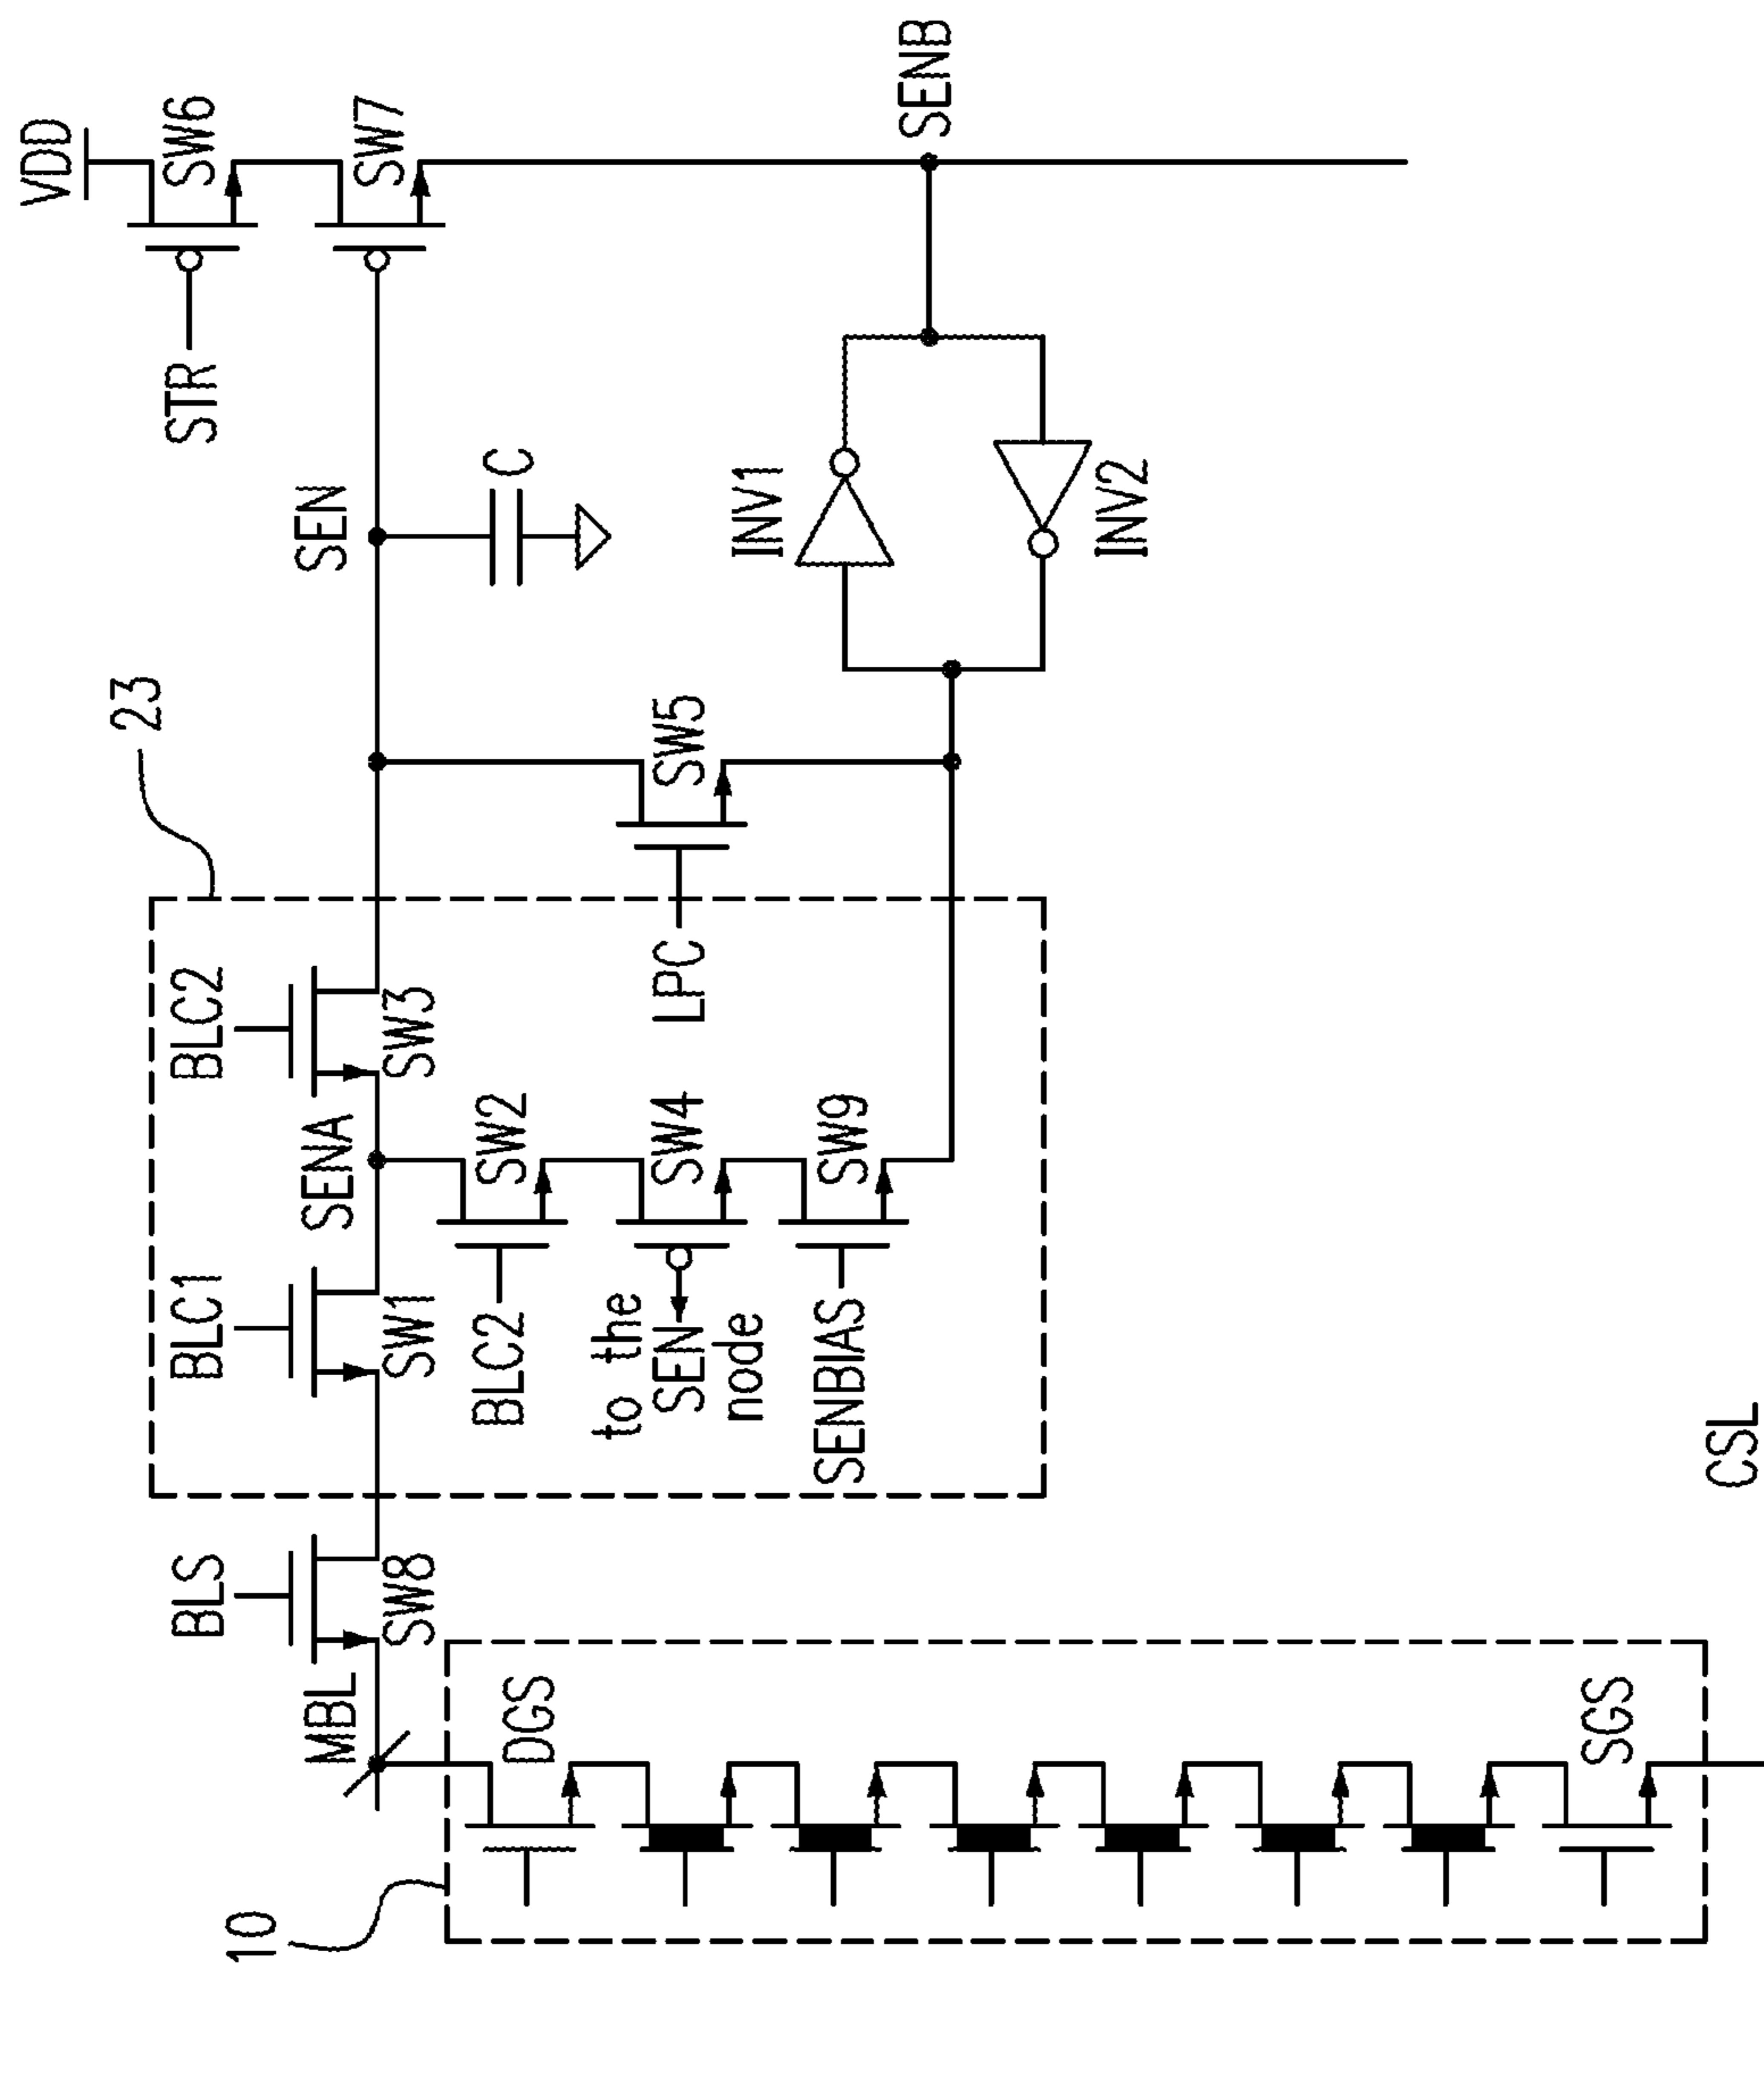 VDD
SW6
STR
SW7
SENB
SEN
C
INV1
INV2
23
SW5
LPC
BLC2
SW3
SENA
BLC1
SW1
SW2
BLC2
SW4
to the
SEN
node
SW9
SENBIAS
BLS
SW8
MBL
DGS
SGS
10
CSL